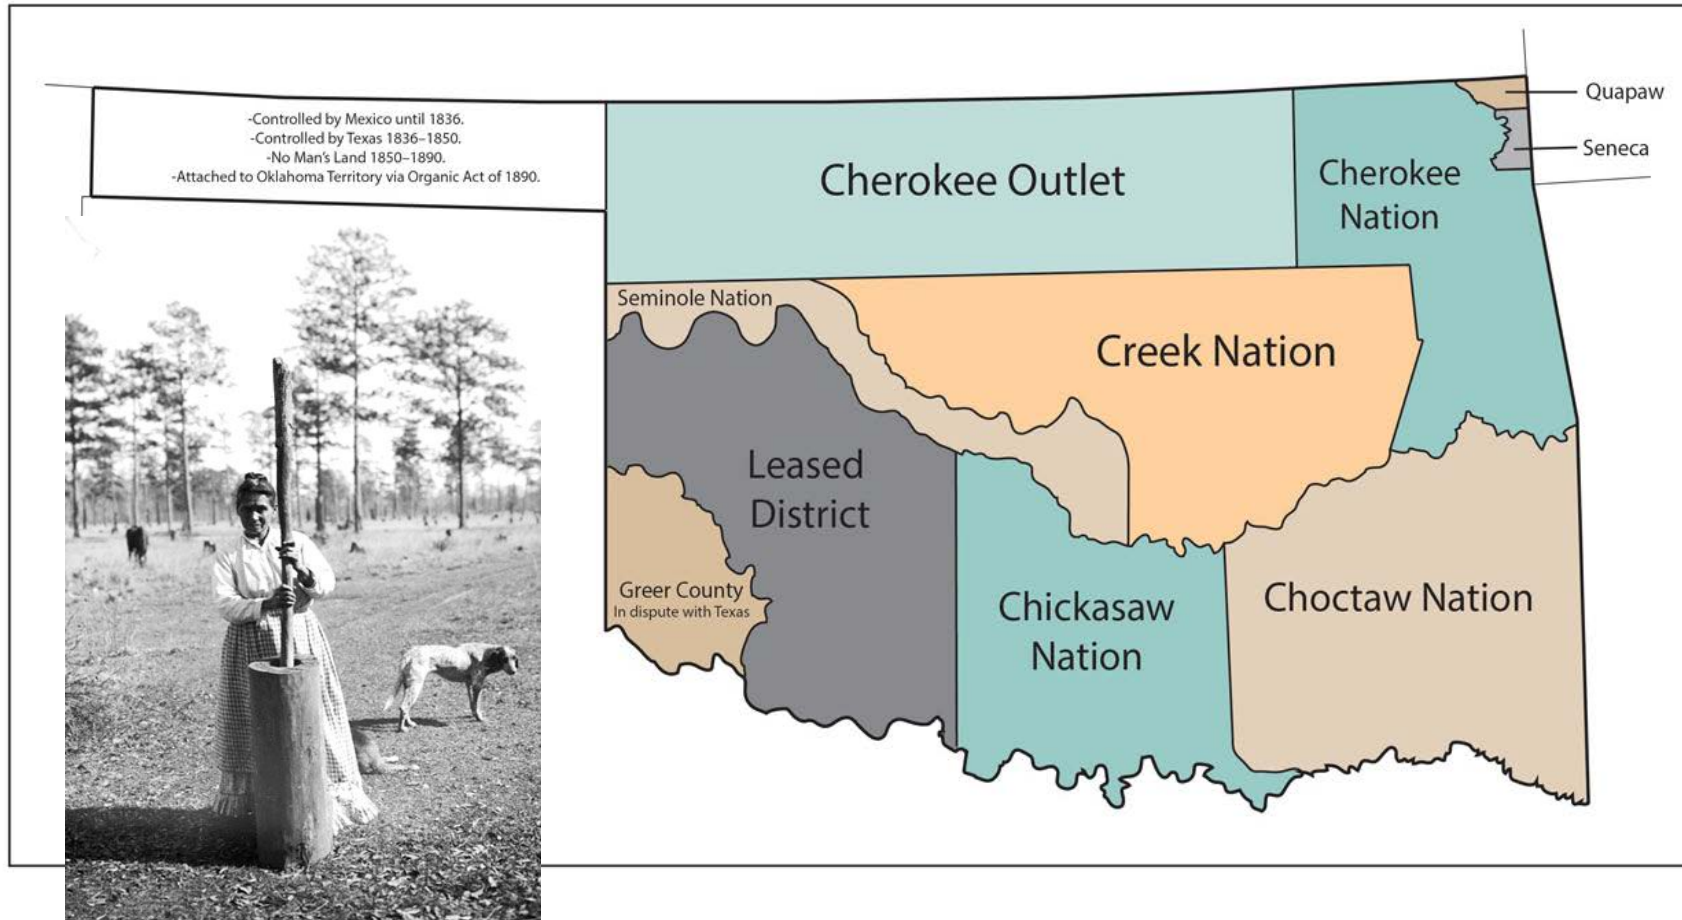 -Controlled by Mexico until 1836.
-Controlled by Texas 1836–1850.
-No Man's Land 1850–1890.
-Attached to Oklahoma Territory via Organic Act of 1890.
Cherokee Outlet
Cherokee
Nation
Quapaw
Seneca
Seminole Nation
Creek Nation
Leased
District
Greer County
In dispute with Texas
Chickasaw
Nation
Choctaw Nation